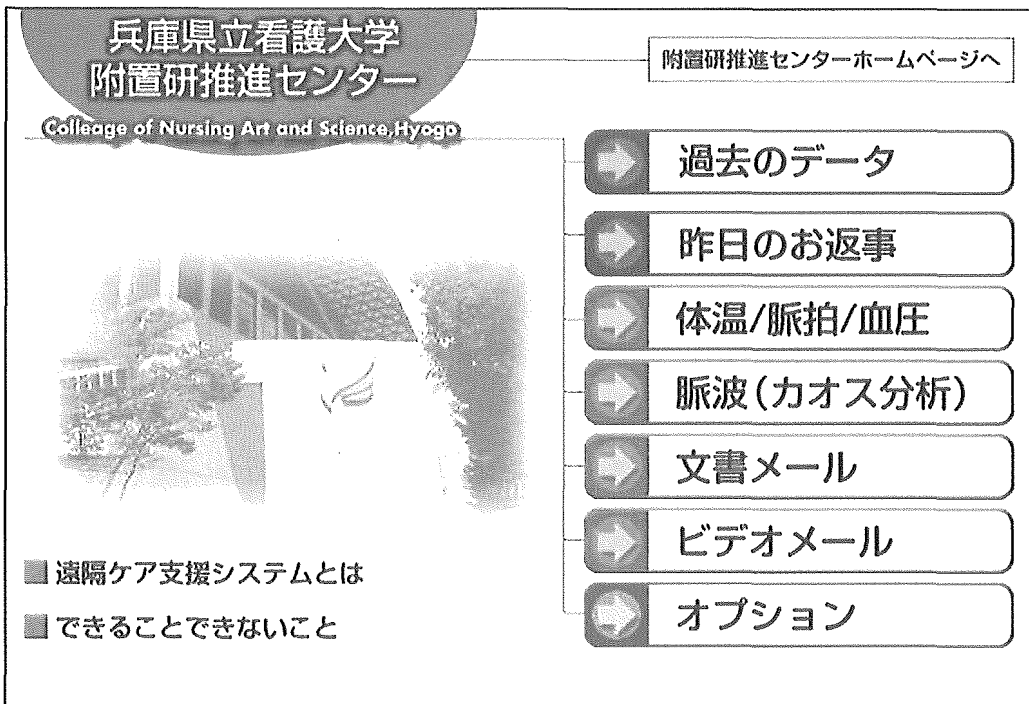 兵庫県立看護大学
附置研推進センター
Colleage of Nursing Art and Science,Hyogo
附置研推進センターホームページへ
過去のデータ
昨日のお返事
体温/脈拍/血圧
脈波(カオス分析)
文書メール
ビデオメール
オプション
遠隔ケア支援システムとは
できることできないこと